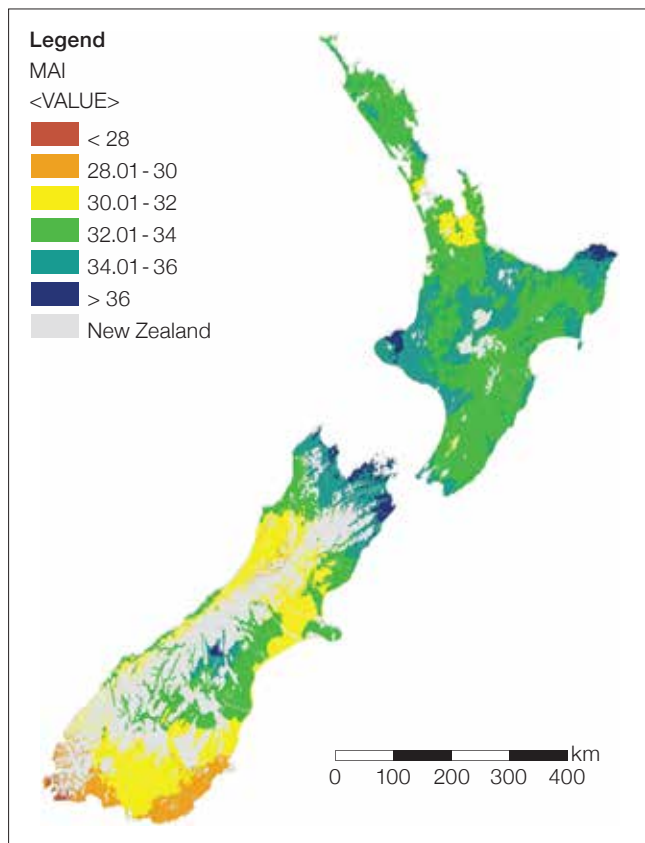 Legend
MAI
<VALUE>
< 28
28.01 - 30
30.01 - 32
32.01 - 34
34.01 - 36
> 36
New Zealand
km
0 100 200 300 400